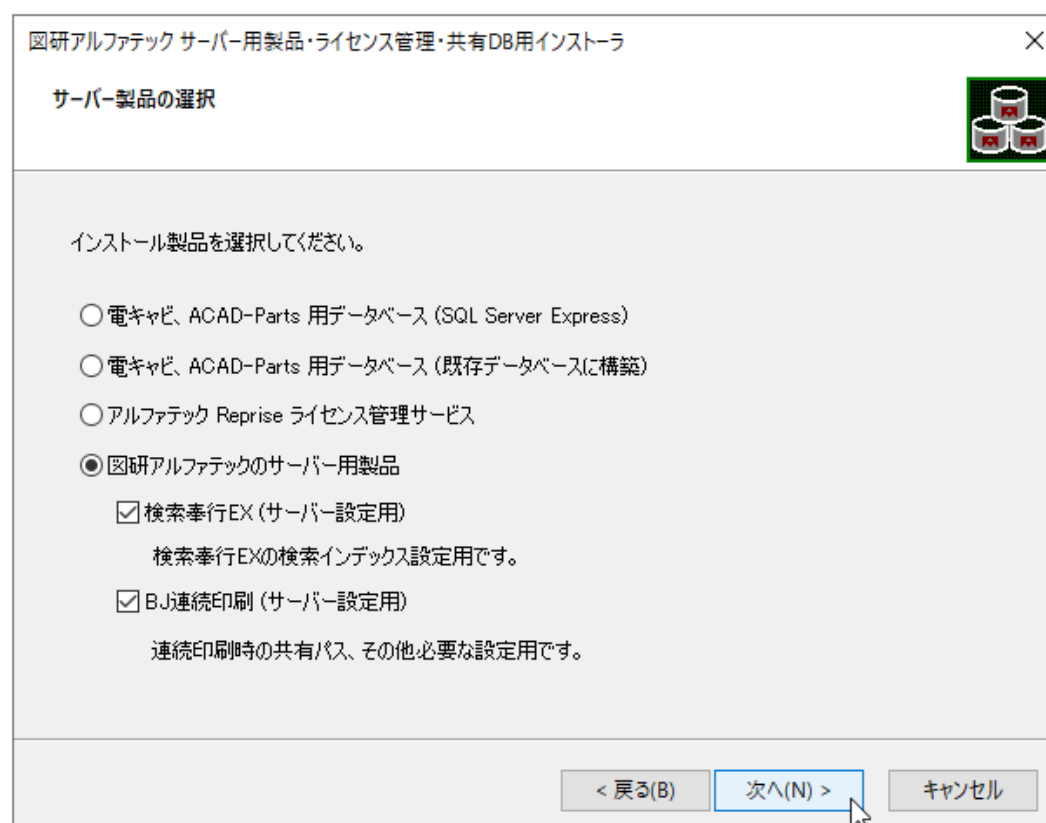 図研アルファテック サーバー用製品・ライセンス管理・共有DB用インストーラ
サーバー製品の選択
インストール製品を選択してください。
電キャビ、ACAD-Parts 用データベース (SQL Server Express)
電キャビ、ACAD-Parts 用データベース (既存データベースに構築)
アルファテック Reprise ライセンス管理サービス
図研アルファテックのサーバー用製品
検索奉行EX (サーバー設定用)
検索奉行EXの検索インデックス設定用です。
BJ連続印刷 (サーバー設定用)
連続印刷時の共有パス、その他必要な設定用です。
< 戻る(B)
次へ(N) >
キャンセル